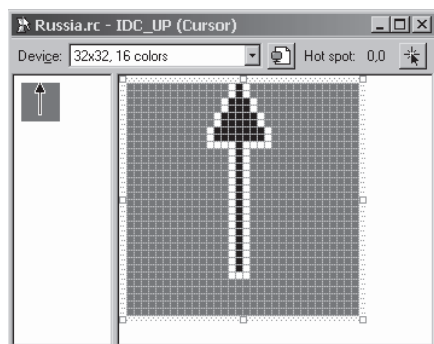 Russia.rc - IDC_UP (Cursor)
Device: 32x32, 16 colors Hot spot: 0,0